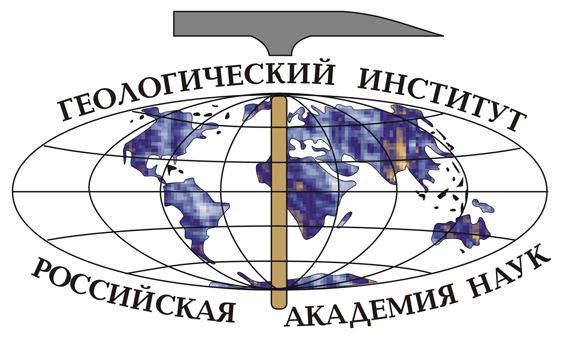 ГЕОЛОГИЧЕСКИЙ ИНСТИТУТ
РОССИЙСКАЯ АКАДЕМИЯ НАУК